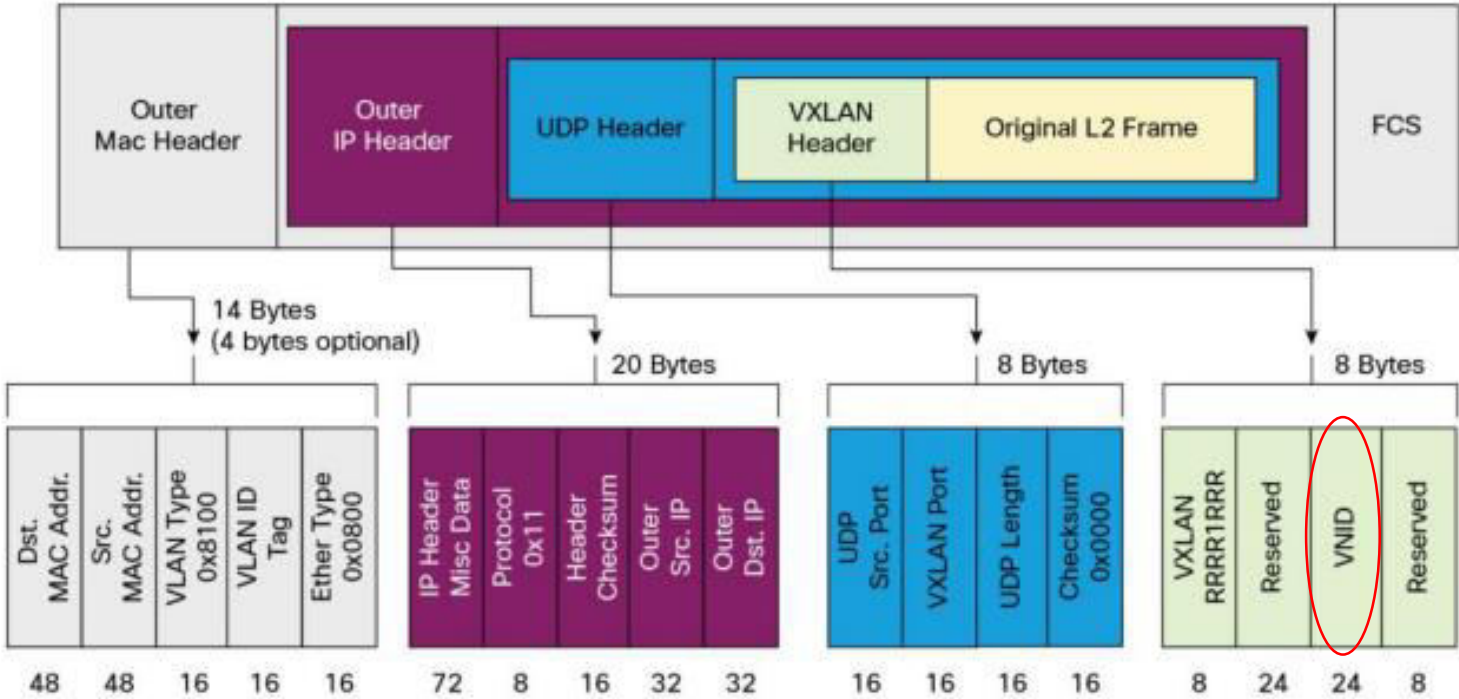 Outer
Mac Header
Outer
IP Header
UDP Header
VXLAN
Header
Original L2 Frame
FCS
14 Bytes
(4 bytes optional)
20 Bytes
8 Bytes
8 Bytes
Dst.
MAC Addr.
Src.
MAC Addr.
VLAN Type
0x8100
VLAN ID
Tag
Ether Type
0x0800
IP Header
Misc Data
Protocol
0x11
Header
Checksum
Outer
Src. IP
Outer
Dst. IP
UDP
Src. Port
VXLAN Port
UDP Length
Checksum
0x0000
VXLAN
RRRR1RRR
Reserved
VNID
Reserved
48 48 16 16 16 72 8 16 32 32 16 16 16 16 8 24 24 8